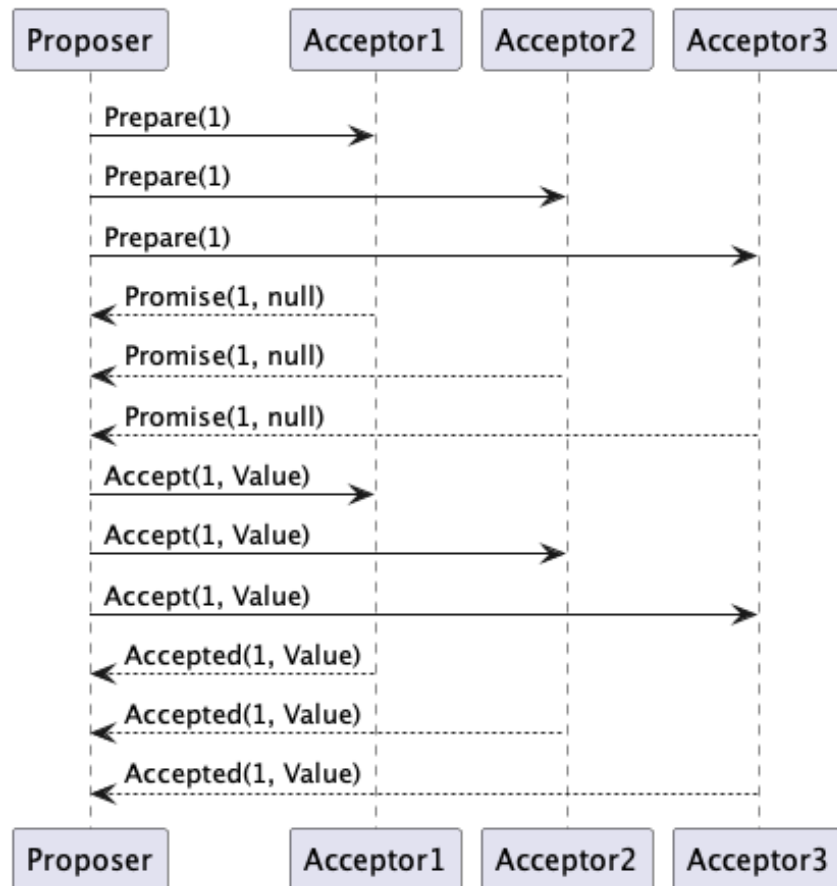 Proposer Acceptor1 Acceptor2 Acceptor3
Prepare(1)
Prepare(1)
Prepare(1)
Promise(1, null)
Promise(1, null)
Promise(1, null)
Accept(1, Value)
Accept(1, Value)
Accept(1, Value)
Accepted(1, Value)
Accepted(1, Value)
Accepted(1, Value)
Proposer Acceptor1 Acceptor2 Acceptor3